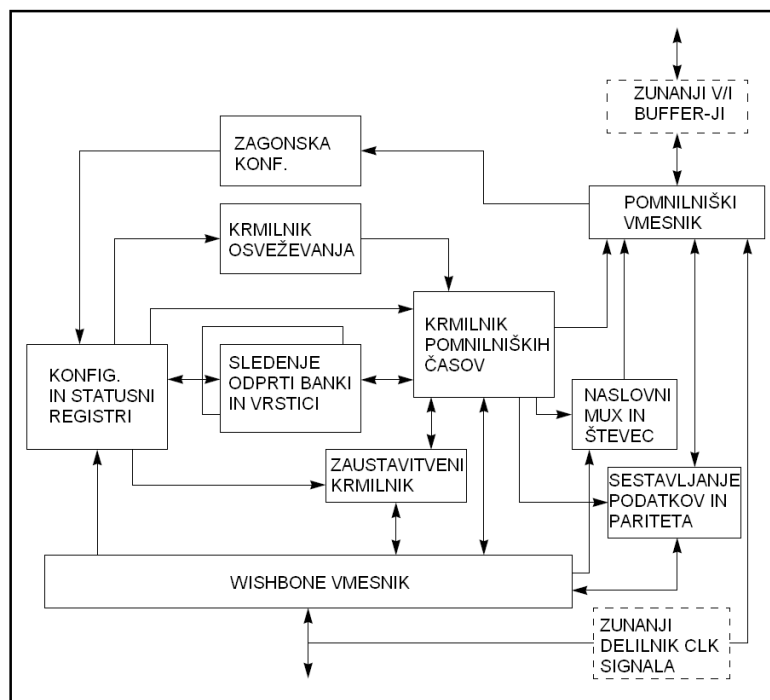 ZUNANJI V/I
BUFFER-JI
ZAGONSKA
KONF.
POMNILNIŠKI
VMESNIK
KRMILNIK
OSVEŽEVANJA
KRMILNIK
POMNILNIŠKIH
ČASOV
KONFIG.
IN STATUSNI
REGISTRI
SLEDENJE
ODPRTI BANKI
IN VRSTICI
NASLOVNI
MUX IN
ŠTEVEC
ZAUSTAVITVENI
KRMILNIK
SESTAVLJANJE
PODATKOV IN
PARITETA
WISHBONE VMESNIK
ZUNANJI
DELILNIK CLK
SIGNALA